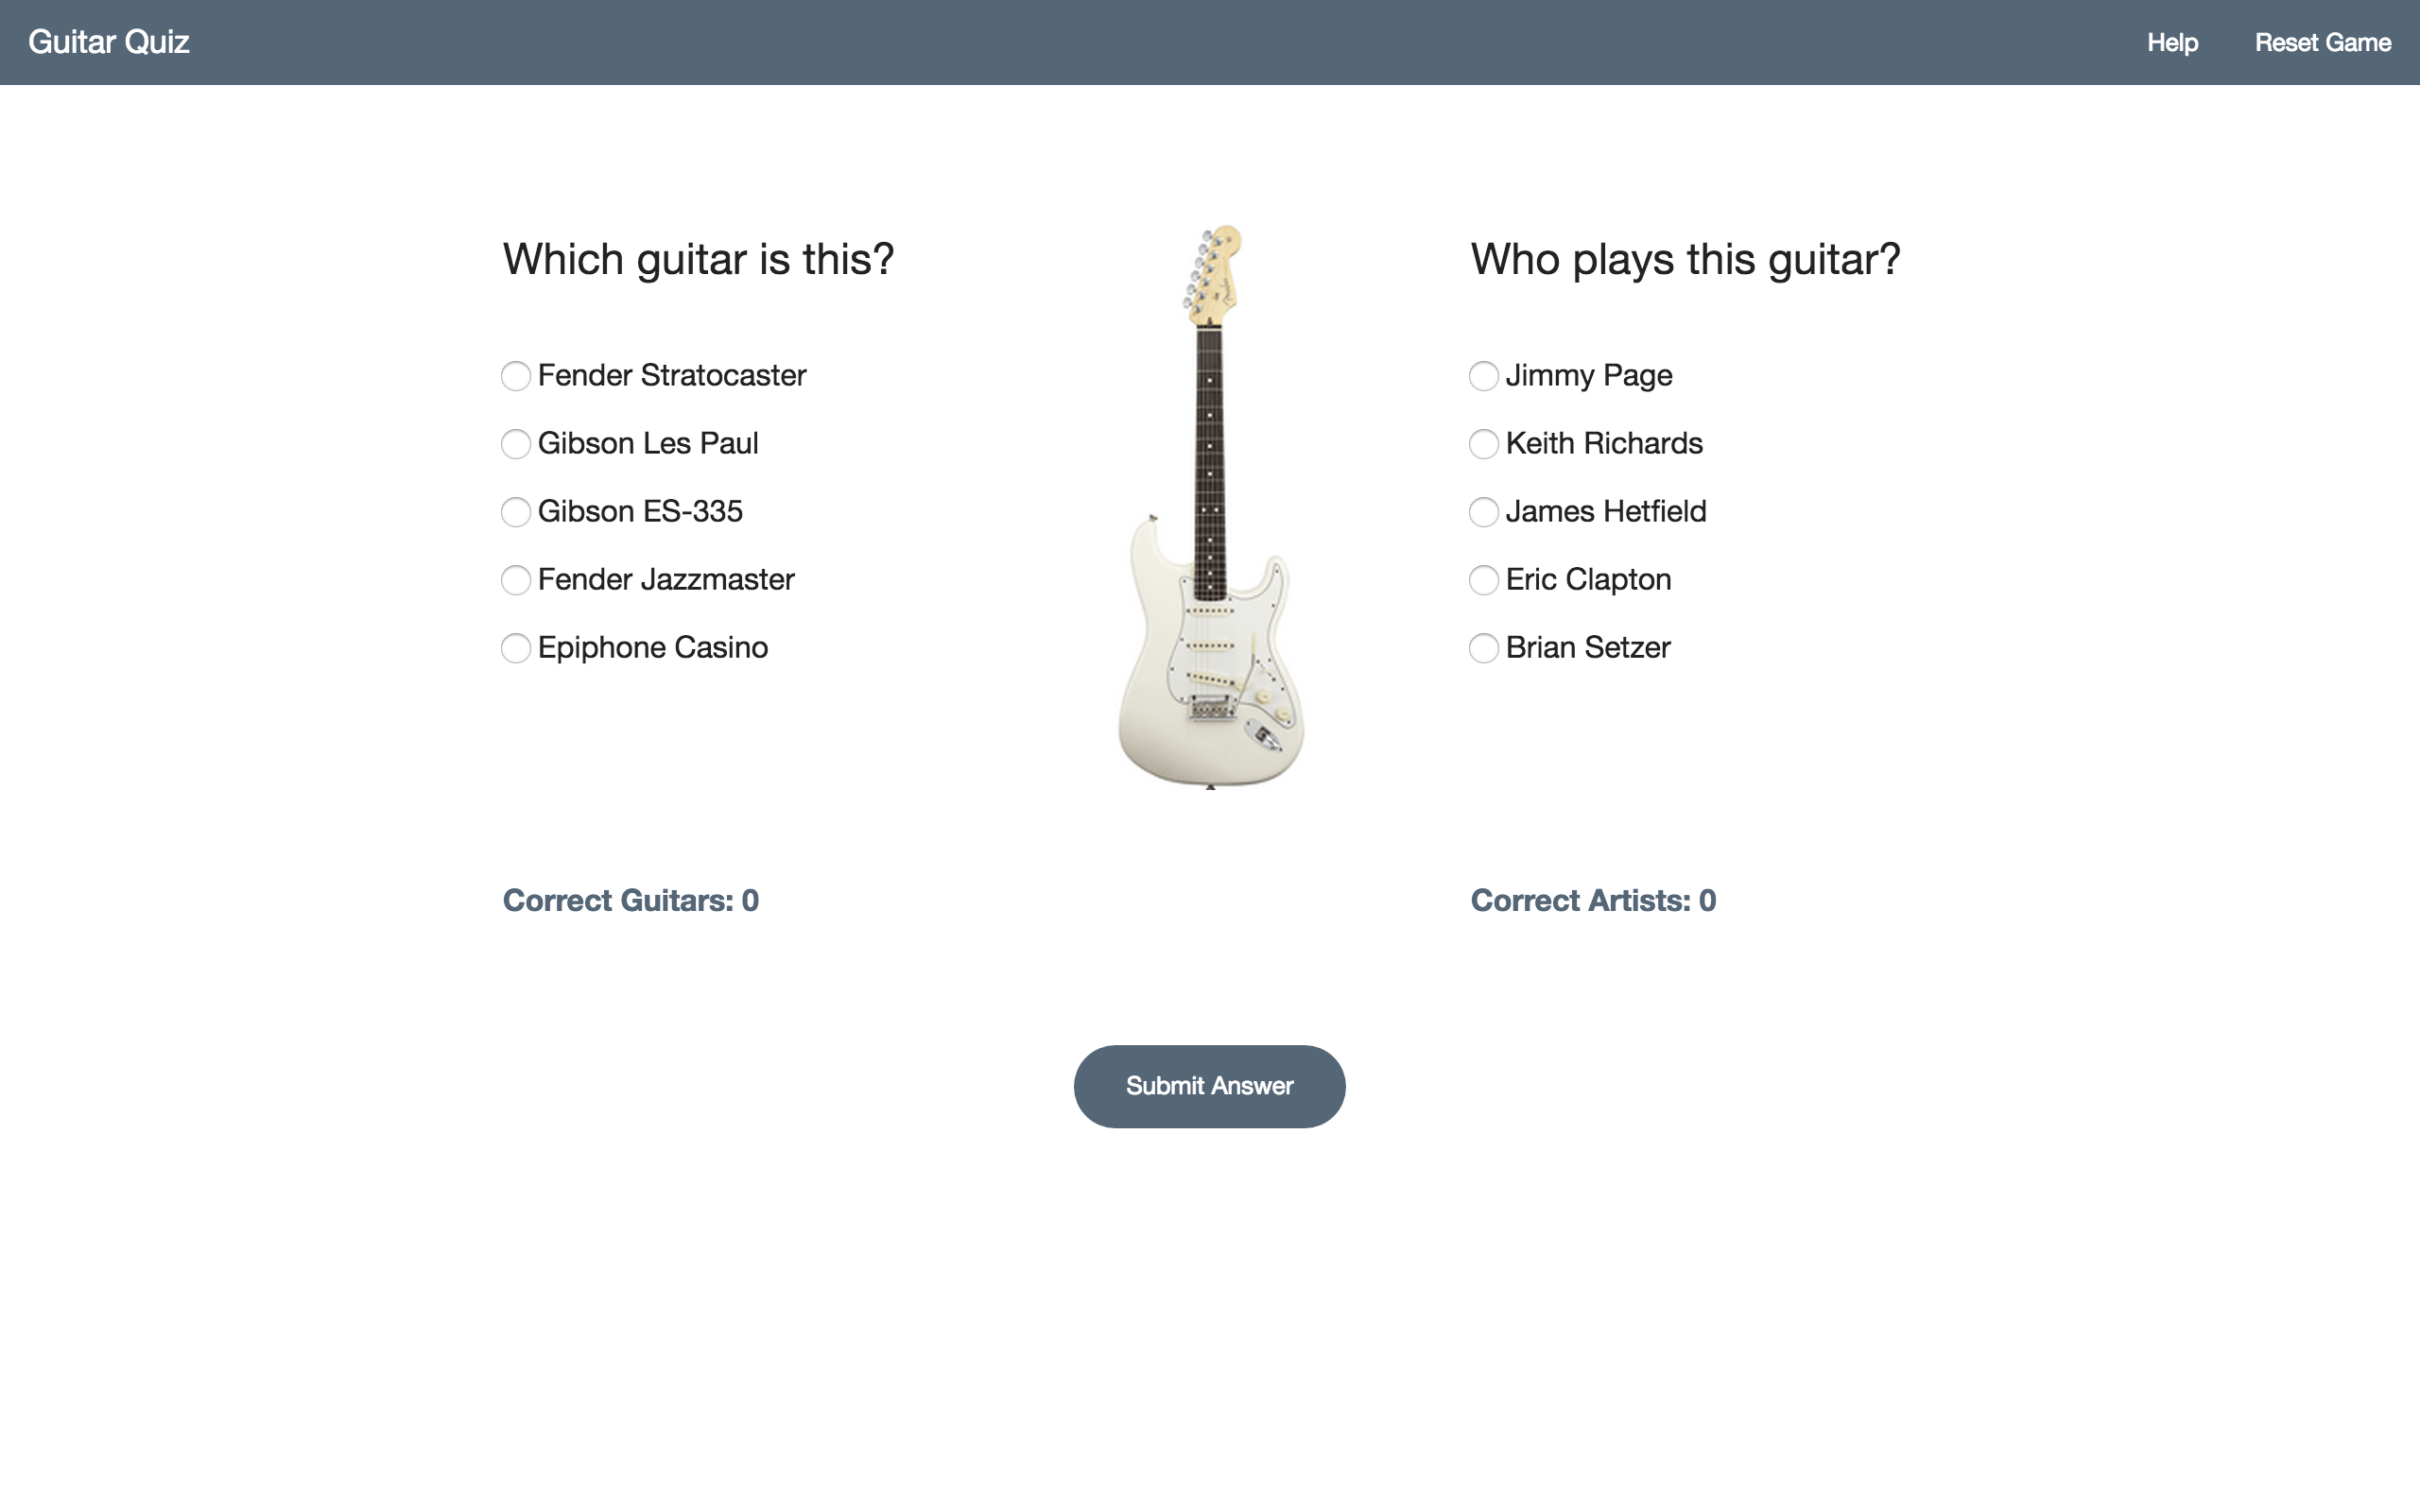 Guitar Quiz
Help
Reset Game
Which guitar is this?
Fender Stratocaster
Gibson Les Paul
Gibson ES-335
Fender Jazzmaster
Epiphone Casino
Correct Guitars: 0
Who plays this guitar?
Jimmy Page
Keith Richards
James Hetfield
Eric Clapton
Brian Setzer
Correct Artists: 0
Submit Answer